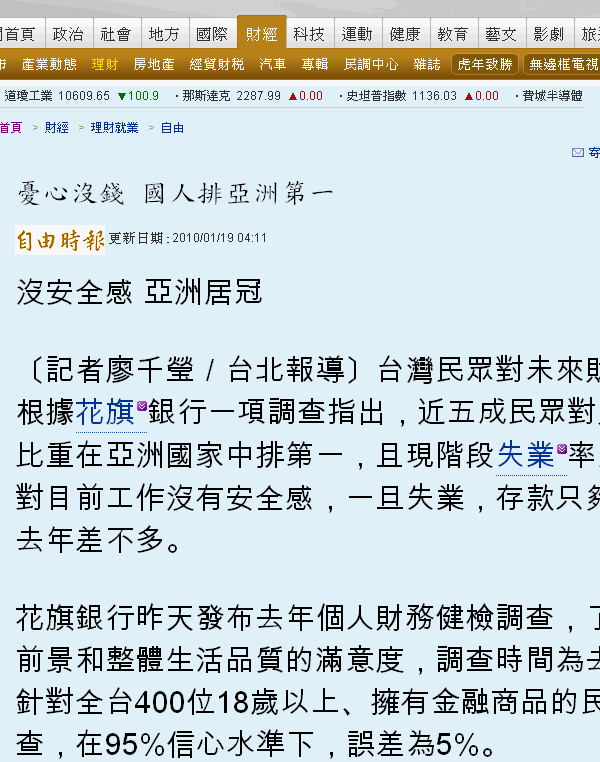 首頁 政治 社會 地方 國際 財經 科技 運動 健康 教育 藝文 影劇
產業動態 理財 房地產 經貿財稅 汽車 專輯 民調中心 雜誌 虎年致勝 無邊框電視
道瓊工業 10609.65 ▼100.9 ·那斯達克 2287.99 ▲0.00 ·史坦普指數 1136.03 ▲0.00 ·費城半導體
首頁 > 財經 > 理財就業 > 自由
寄
憂心沒錢 國人排亞洲第一
自由時報 更新日期:2010/01/19 04:11
沒安全感 亞洲居冠
〔記者廖千瑩/台北報導〕台灣民眾對未來財
根據花旗銀行一項調查指出,近五成民眾對
比重在亞洲國家中排第一,且現階段失業率
對目前工作沒有安全感,一旦失業,存款只夠
去年差不多。
花旗銀行昨天發布去年個人財務健檢調查,了
前景和整體生活品質的滿意度,調查時間為去
針對全台400位18歲以上、擁有金融商品的民
查,在95%信心水準下,誤差為5%。